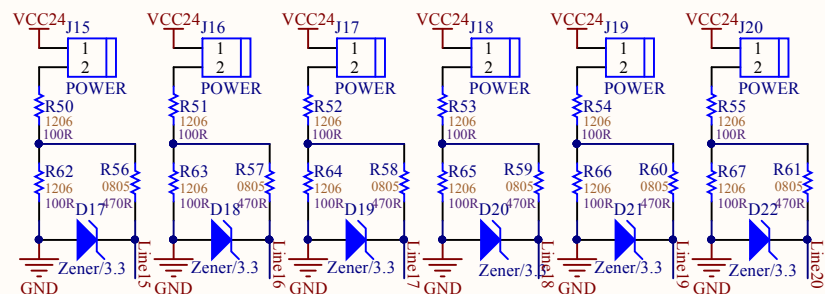 VCC24 J15 VCC24 J16 VCC24 J17 VCC24 J18 VCC24 J19 VCC24 J20
1 1 1 1 1 1
2 2 2 2 2 2
POWER POWER POWER POWER POWER POWER
R50 R51 R52 R53 R54 R55
1206 1206 1206 1206 1206 1206
100R 100R 100R 100R 100R 100R
R62 R56 R63 R57 R64 R58 R65 R59 R66 R60 R67 R61
1206 0805 1206 0805 1206 0805 1206 0805 1206 0805 1206 0805
100R 470R 100R 470R 100R 470R 100R 470R 100R 470R 100R 470R
D17 D18 D19 D20 D21 D22
Zener/3.3 Zener/3.3 Zener/3.3 Zener/3.3 Zener/3.3 Zener/3.3
Line15 Line16 Line17 Line18 Line19 Line20
GND GND GND GND GND GND